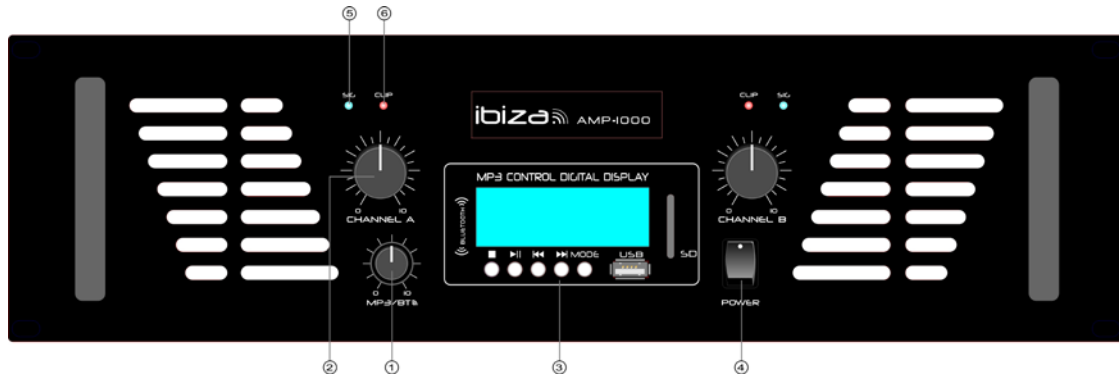 ⑤ ⑥
SIG CLIP
ibiza AMP-1000
CLIP SIG
MP3 CONTROL DIGITAL DISPLAY
BLUETOOTH
0 10
CHANNEL A
0 10
CHANNEL B
MODE USB SD
0 10
MP3/BT
POWER
② ① ③ ④